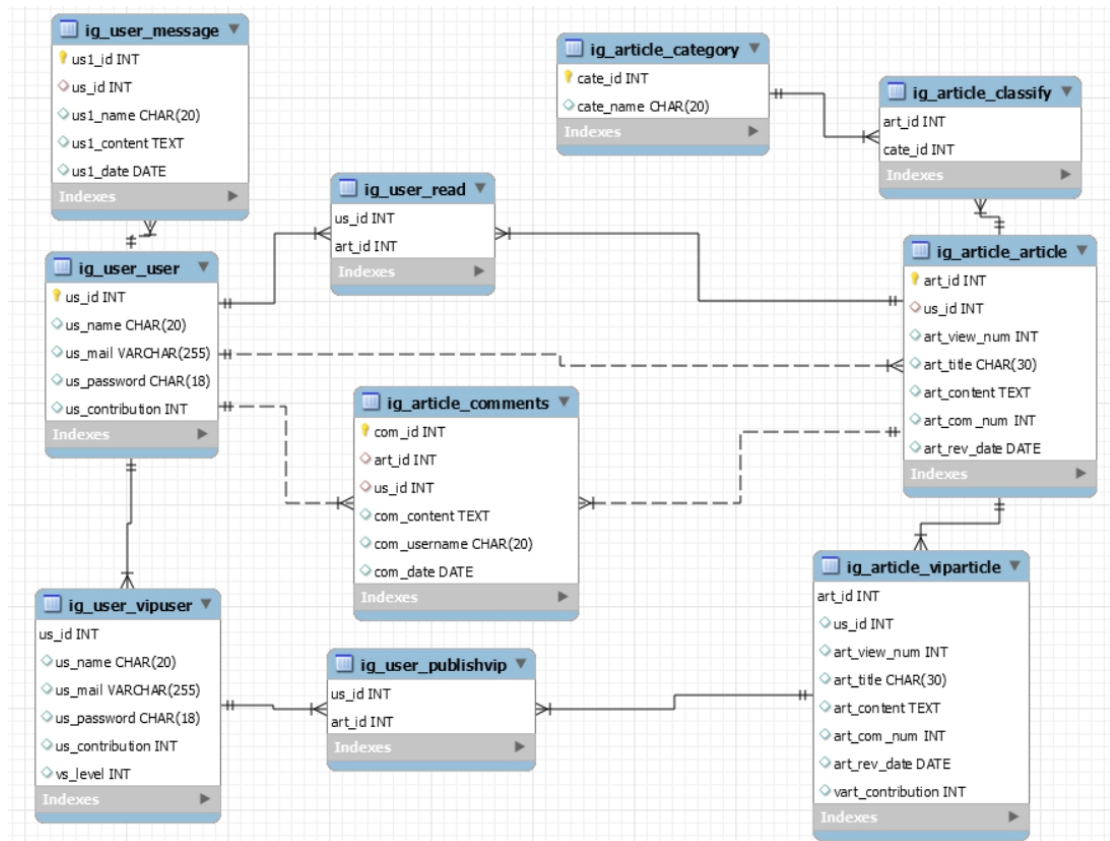 ig_user_message
us1_id INT
us_id INT
us1_name CHAR(20)
us1_content TEXT
us1_date DATE
Indexes
ig_article_category
cate_id INT
cate_name CHAR(20)
Indexes
ig_article_classify
art_id INT
cate_id INT
Indexes
ig_user_read
us_id INT
art_id INT
Indexes
ig_user_user
us_id INT
us_name CHAR(20)
us_mail VARCHAR(255)
us_password CHAR(18)
us_contribution INT
Indexes
ig_article_article
art_id INT
us_id INT
art_view_num INT
art_title CHAR(30)
art_content TEXT
art_com_num INT
art_rev_date DATE
Indexes
ig_article_comments
com_id INT
art_id INT
us_id INT
com_content TEXT
com_username CHAR(20)
com_date DATE
Indexes
ig_user_vipuser
us_id INT
us_name CHAR(20)
us_mail VARCHAR(255)
us_password CHAR(18)
us_contribution INT
vs_level INT
Indexes
ig_user_publishvip
us_id INT
art_id INT
Indexes
ig_article_viparticle
art_id INT
us_id INT
art_view_num INT
art_title CHAR(30)
art_content TEXT
art_com_num INT
art_rev_date DATE
vart_contribution INT
Indexes